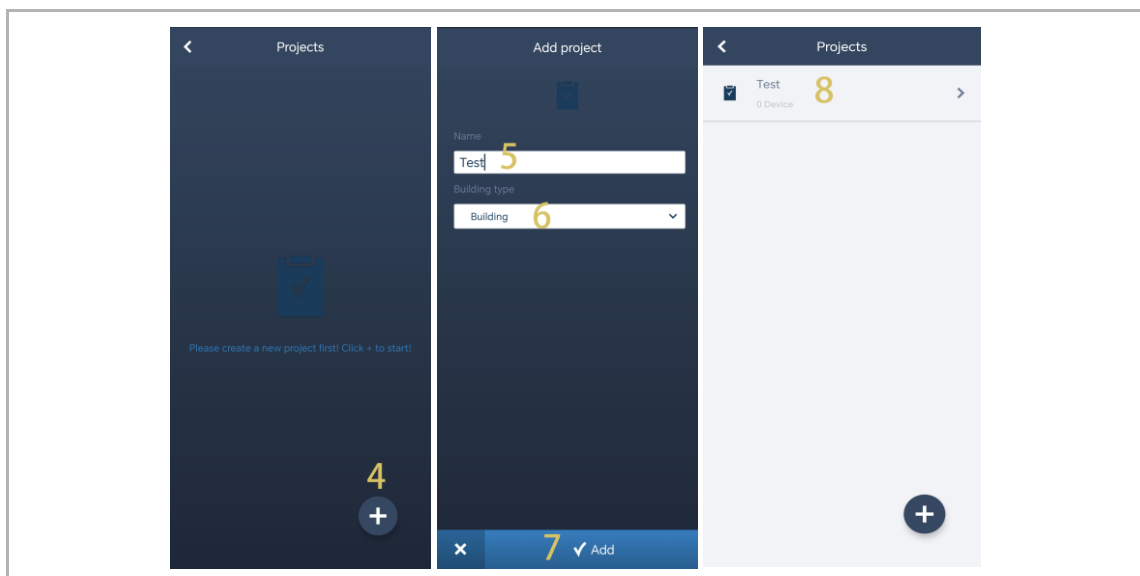 Projects
Please create a new project first! Click + to start!
4
+
Add project
Name
Test 5
Building type
Building 6
7 Add
Projects
Test
0 Device
8
+